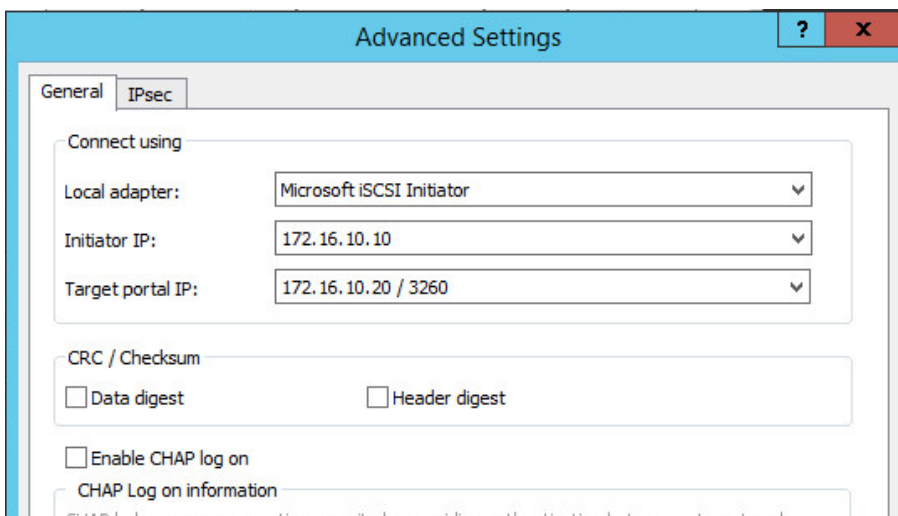 Advanced Settings
?
x
General
IPsec
Connect using
Local adapter:
Microsoft iSCSI Initiator
Initiator IP:
172.16.10.10
Target portal IP:
172.16.10.20 / 3260
CRC / Checksum
Data digest
Header digest
Enable CHAP log on
CHAP Log on information